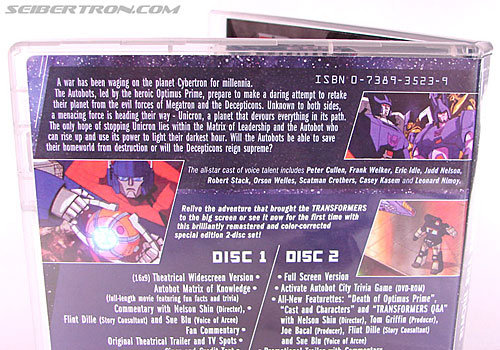 SEIBERTRON.COM
A war has been waging on the planet Cybertron for millennia.
The Autobots, led by the heroic Optimus Prime, prepare to make a daring attempt to retake
their planet from the evil forces of Megatron and the Decepticons. Unknown to both sides,
a menacing force is heading their way - Unicron, a planet that devours everything in its path.
The only hope of stopping Unicron lies within the Matrix of Leadership and the Autobot who
can rise up and use its power to light their darkest hour. Will the Autobots be able to save
their homeworld from destruction or will the Decepticons reign supreme?
ISBN 0-7389-3523-9
The all-star cast of voice talent includes Peter Cullen, Frank Welker, Eric Idle, Judd Nelson,
Robert Stack, Orson Welles, Scatman Crothers, Casey Kasem and Leonard Nimoy.
Relive the adventure that brought the TRANSFORMERS
to the big screen or see it now for the first time with
this brilliantly remastered and color-corrected
special edition 2-disc set!
DISC 1
(16x9) Theatrical Widescreen Version •
Autobot Matrix of Knowledge •
(full-length movie featuring fun facts and trivia)
Commentary with Nelson Shin (Director),
Flint Dille (Story Consultant) and Sue Blu (Voice Actor) •
Fan Commentary •
Original Theatrical Trailer and TV Spots •
DISC 2
• Full Screen Version
• Activate Autobot City Trivia Game (DVD-ROM)
• All-New Featurettes: "Death of Optimus Prime",
"Cast and Characters" and "TRANSFORMERS Q&A"
with Nelson Shin (Director), Tom Griffin (Producer),
Joe Bacal (Producer), Flint Dille (Story Consultant)
and Sue Blu (Voice Actor)